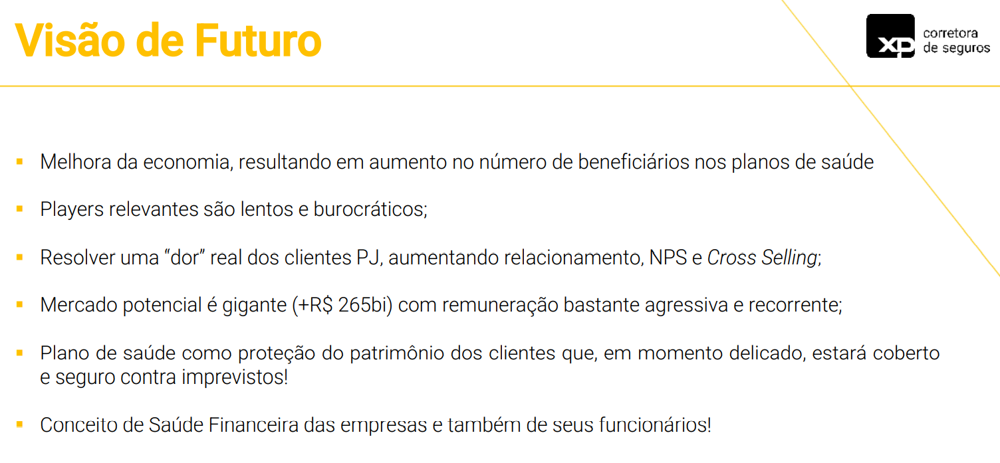 Visão de Futuro
xp corretora
de seguros
▪ Melhora da economia, resultando em aumento no número de beneficiários nos planos de saúde
▪ Players relevantes são lentos e burocráticos;
▪ Resolver uma “dor” real dos clientes PJ, aumentando relacionamento, NPS e Cross Selling;
▪ Mercado potencial é gigante (+R$ 265bi) com remuneração bastante agressiva e recorrente;
▪ Plano de saúde como proteção do patrimônio dos clientes que, em momento delicado, estará coberto
e seguro contra imprevistos!
▪ Conceito de Saúde Financeira das empresas e também de seus funcionários!